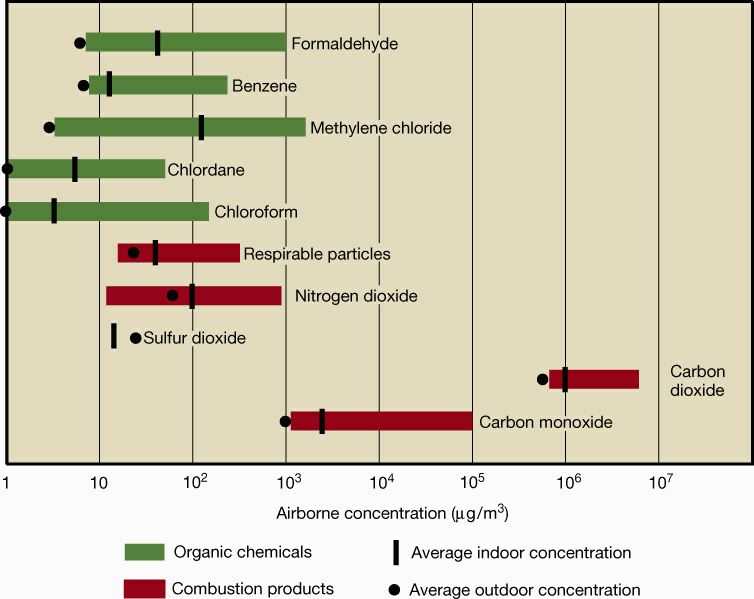 Formaldehyde
Benzene
Methylene chloride
Chlordane
Chloroform
Respirable particles
Nitrogen dioxide
Sulfur dioxide
Carbon
dioxide
Carbon monoxide
1 10 10² 10³ 10⁴ 10⁵ 10⁶ 10⁷
Airborne concentration (μg/m³)
Organic chemicals Average indoor concentration
Combustion products Average outdoor concentration